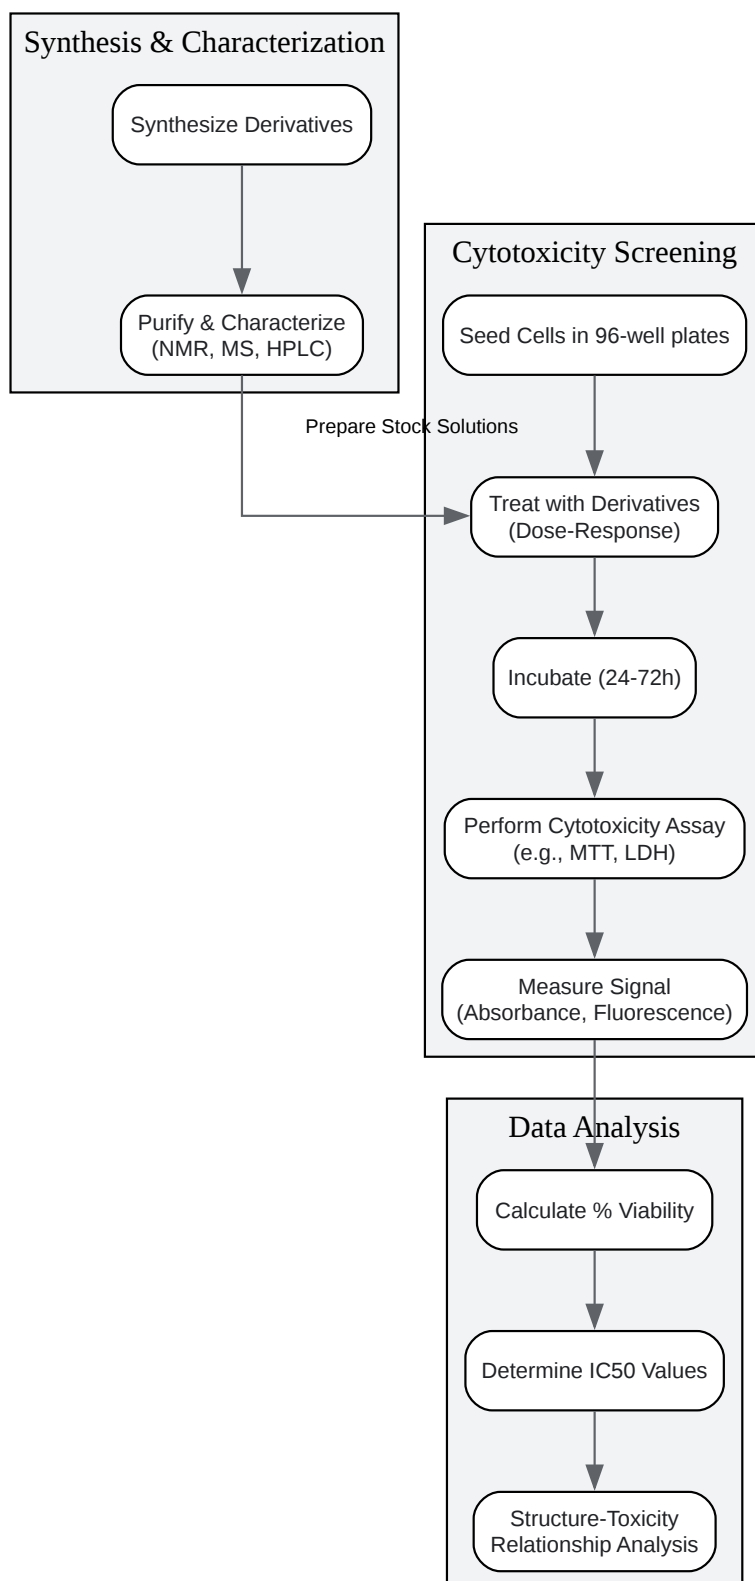 Synthesis & Characterization
Synthesize Derivatives
Purify & Characterize
(NMR, MS, HPLC)
Prepare Stock Solutions
Cytotoxicity Screening
Seed Cells in 96-well plates
Treat with Derivatives
(Dose-Response)
Incubate (24-72h)
Perform Cytotoxicity Assay
(e.g., MTT, LDH)
Measure Signal
(Absorbance, Fluorescence)
Data Analysis
Calculate % Viability
Determine IC50 Values
Structure-Toxicity
Relationship Analysis